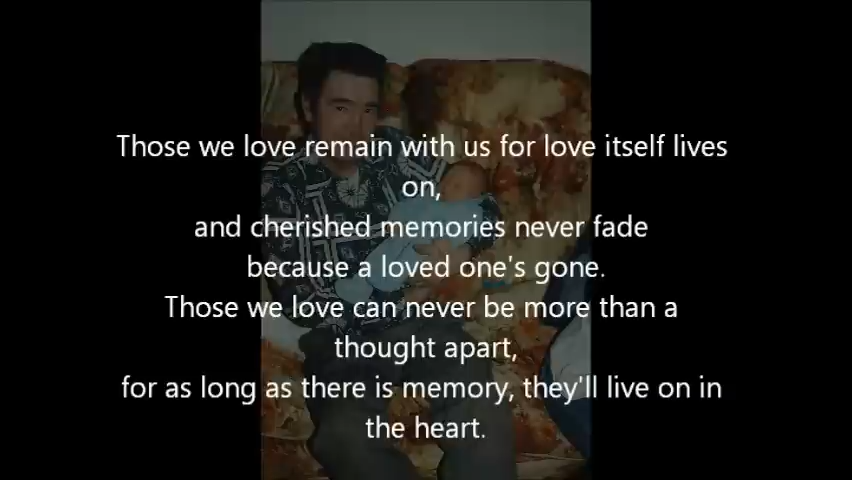 Those we love remain with us for love itself lives
on,
and cherished memories never fade
because a loved one's gone.
Those we love can never be more than a
thought apart,
for as long as there is memory, they'll live on in
the heart.